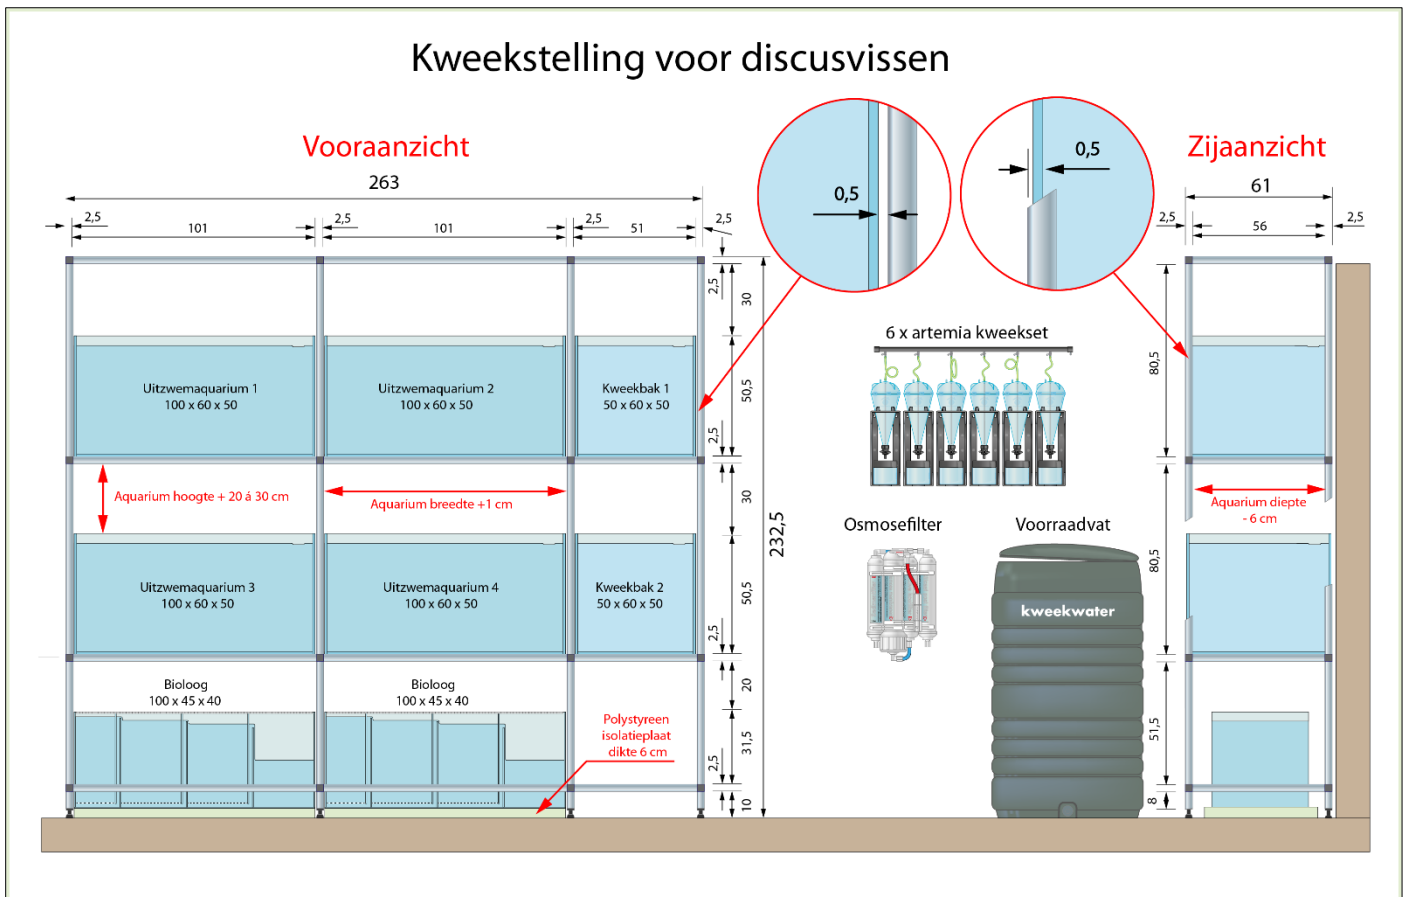 Kweekstelling voor discusvissen
Vooraanzicht
Zijaanzicht
263
2,5
101
2,5
101
2,5
51
2,5
0,5
0,5
61
2,5
56
2,5
2,5
30
50,5
2,5
30
50,5
2,5
20
31,5
2,5
10
232,5
Uitzwemaquarium 1
100 x 60 x 50
Uitzwemaquarium 2
100 x 60 x 50
Kweekbak 1
50 x 60 x 50
Aquarium hoogte + 20 á 30 cm
Aquarium breedte +1 cm
Uitzwemaquarium 3
100 x 60 x 50
Uitzwemaquarium 4
100 x 60 x 50
Kweekbak 2
50 x 60 x 50
Bioloog
100 x 45 x 40
Bioloog
100 x 45 x 40
Polystyreen
isolatieplaat
dikte 6 cm
6 x artemia kweekset
Osmosefilter
Voorraadvat
kweekwater
80,5
Aquarium diepte
- 6 cm
80,5
51,5
8